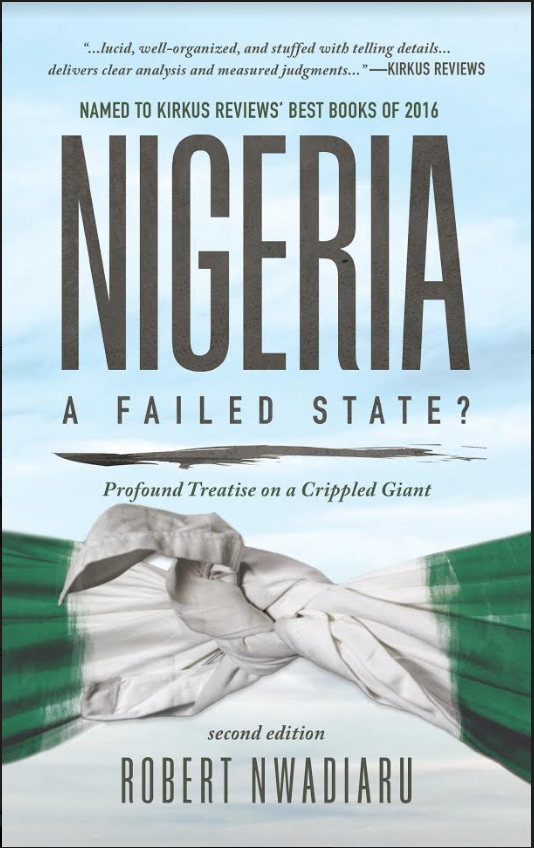 “...lucid, well-organized, and stuffed with telling details...
delivers clear analysis and measured judgments...”—KIRKUS REVIEWS
NAMED TO KIRKUS REVIEWS’ BEST BOOKS OF 2016
NIGERIA
A FAILED STATE?
Profound Treatise on a Crippled Giant
second edition
ROBERT NWADIARU